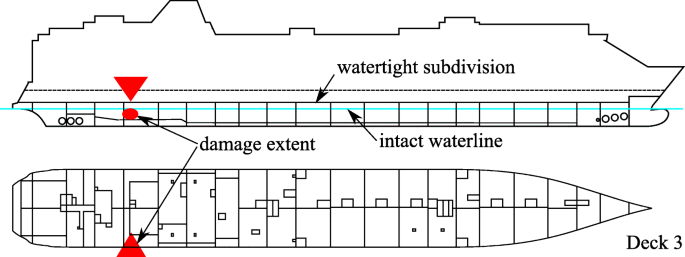 watertight subdivision
damage extent
intact waterline
Deck 3